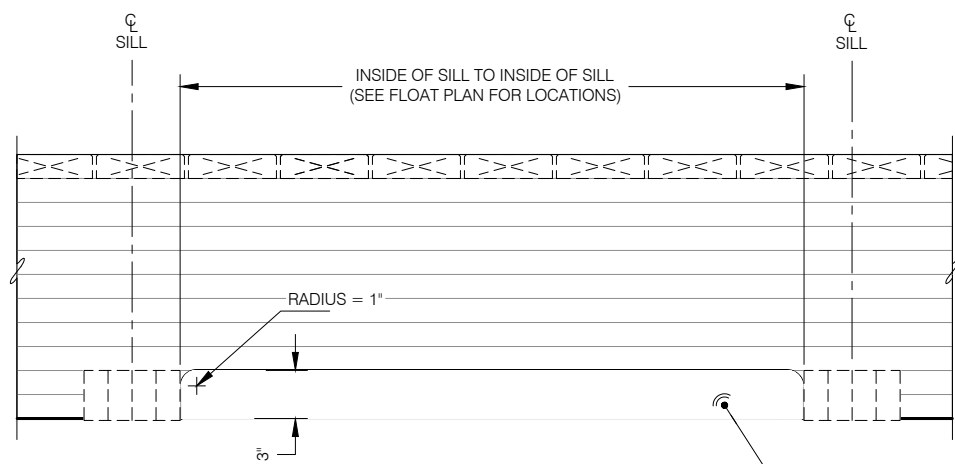 ℄
SILL
℄
SILL
INSIDE OF SILL TO INSIDE OF SILL
(SEE FLOAT PLAN FOR LOCATIONS)
RADIUS = 1"
3"